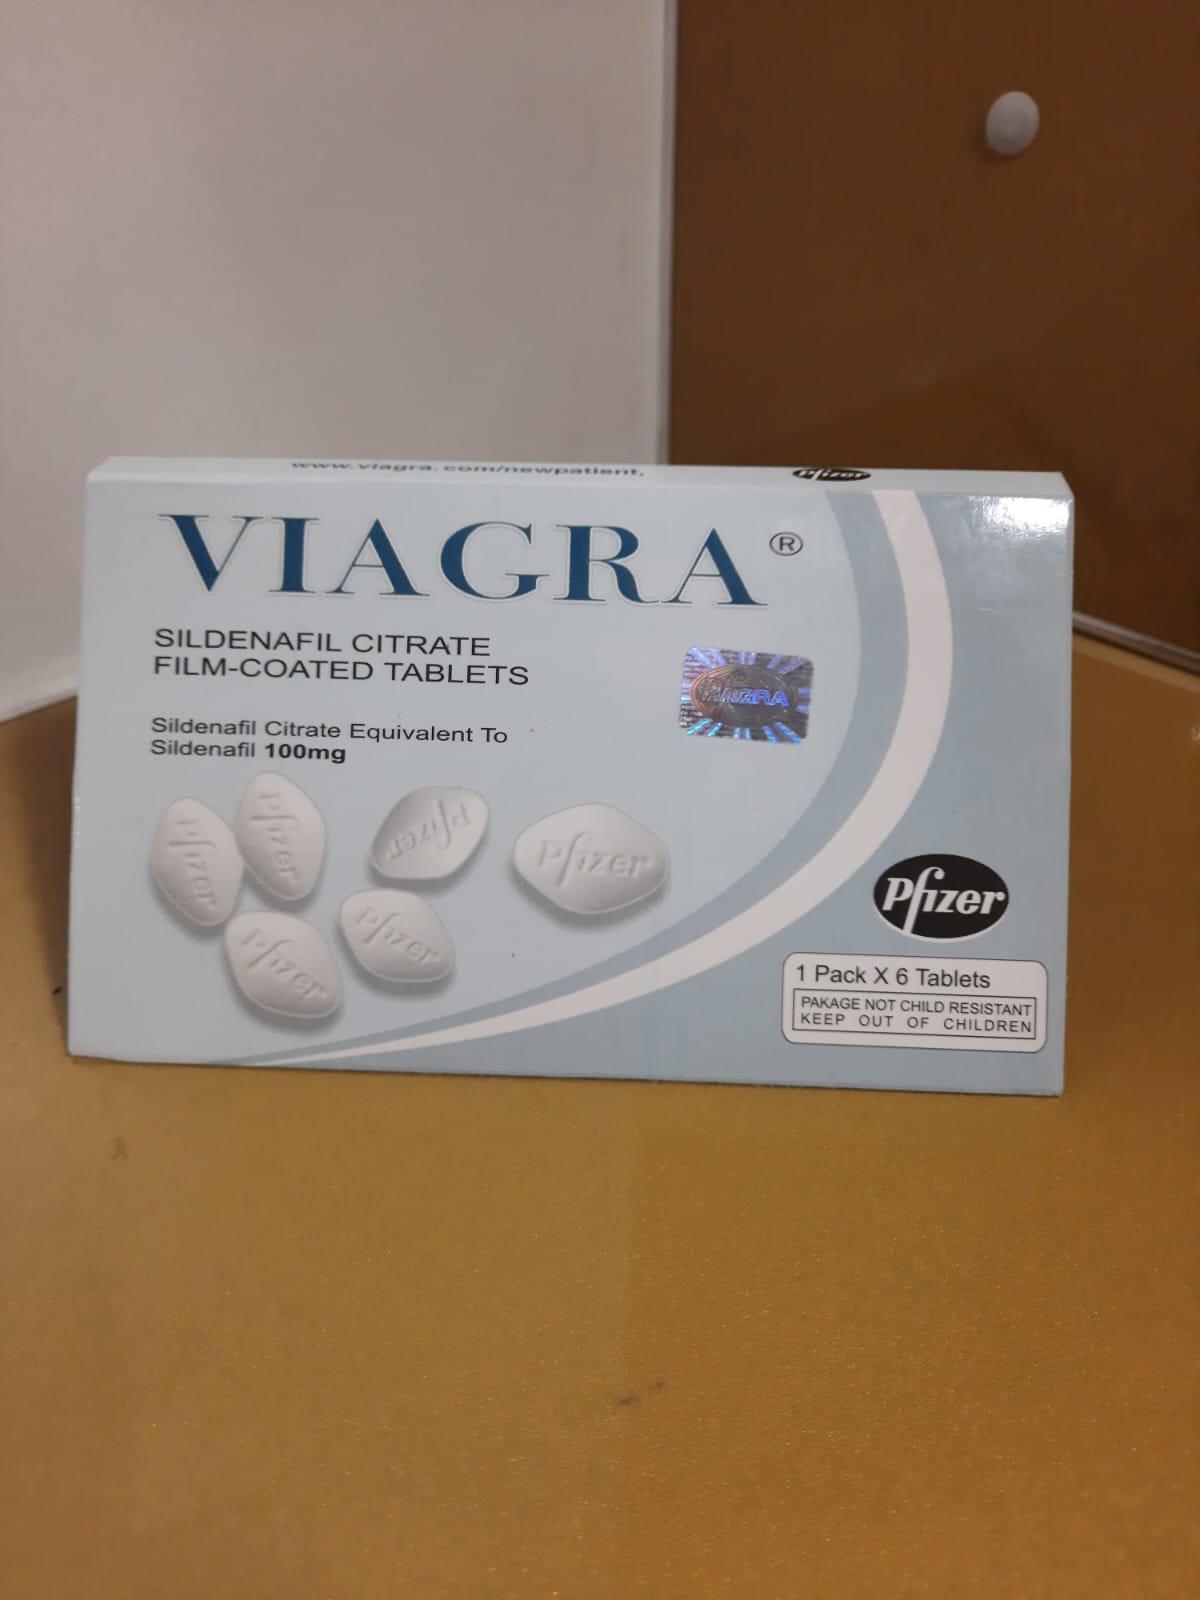 www.viagra.com/newpatient.
Pfizer
VIAGRA®
SILDENAFIL CITRATE
FILM-COATED TABLETS
VIAGRA
Sildenafil Citrate Equivalent To
Sildenafil 100mg
Pfizer
Pfizer
Pfizer
Pfizer
Pfizer
Pfizer
Pfizer
1 Pack X 6 Tablets
PAKAGE NOT CHILD RESISTANT
KEEP OUT OF CHILDREN